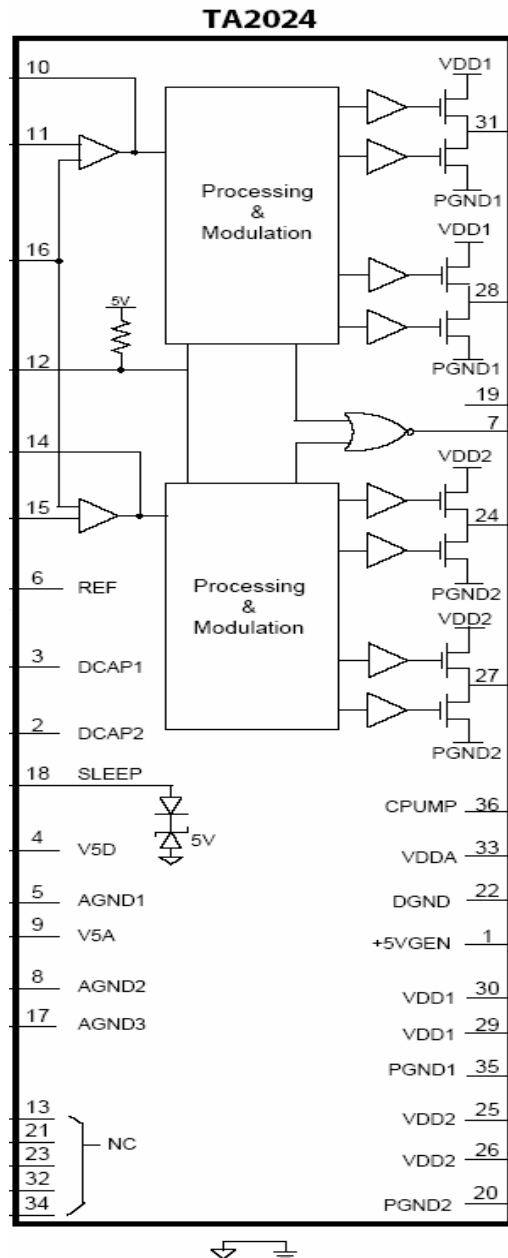 TA2024
10
VDD1
11
31
Processing
&
Modulation
PGND1
VDD1
16
28
5V
PGND1
12
19
7
14
VDD2
15
24
6 REF
Processing
&
Modulation
PGND2
VDD2
3 DCAP1
27
2 DCAP2
PGND2
18 SLEEP
CPUMP 36
5V
4 V5D
VDDA 33
5 AGND1
DGND 22
9 V5A
+5VGEN 1
8 AGND2
VDD1 30
17 AGND3
VDD1 29
PGND1 35
13
VDD2 25
21
NC
23
VDD2 26
32
34
PGND2 20